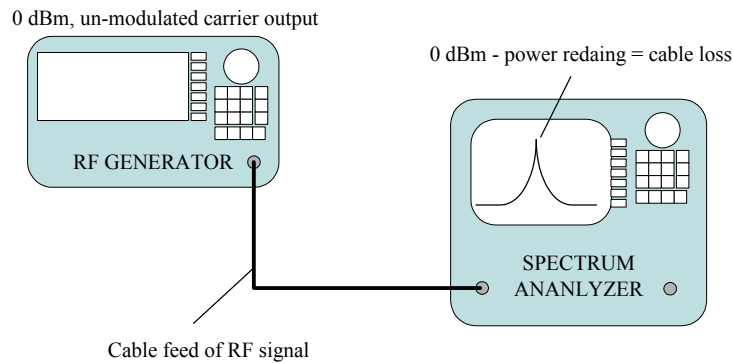 0 dBm, un-modulated carrier output
0 dBm - power redaing = cable loss
RF GENERATOR
SPECTRUM
ANANLYZER
Cable feed of RF signal